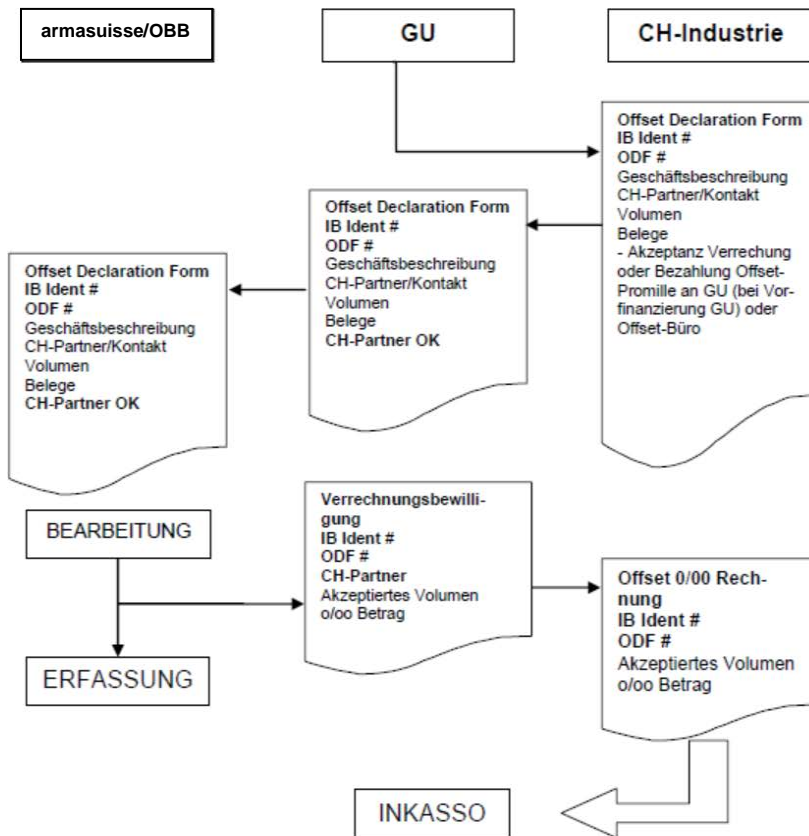 armasuisse/OBB
GU
CH-Industrie
Offset Declaration Form
IB Ident #
ODF #
Geschäftsbeschreibung
CH-Partner/Kontakt
Volumen
Belege
- Akzeptanz Verrechung
oder Bezahlung Offset-
Promille an GU (bei Vor-
finanzierung GU) oder
Offset-Büro
Offset Declaration Form
IB Ident #
ODF #
Geschäftsbeschreibung
CH-Partner/Kontakt
Volumen
Belege
CH-Partner OK
Offset Declaration Form
IB Ident #
ODF #
Geschäftsbeschreibung
CH-Partner/Kontakt
Volumen
Belege
CH-Partner OK
BEARBEITUNG
Verrechnungsbewilli-
gung
IB Ident #
ODF #
CH-Partner
Akzeptiertes Volumen
o/oo Betrag
Offset 0/00 Rech-
nung
IB Ident #
ODF #
Akzeptiertes Volumen
o/oo Betrag
ERFASSUNG
INKASSO